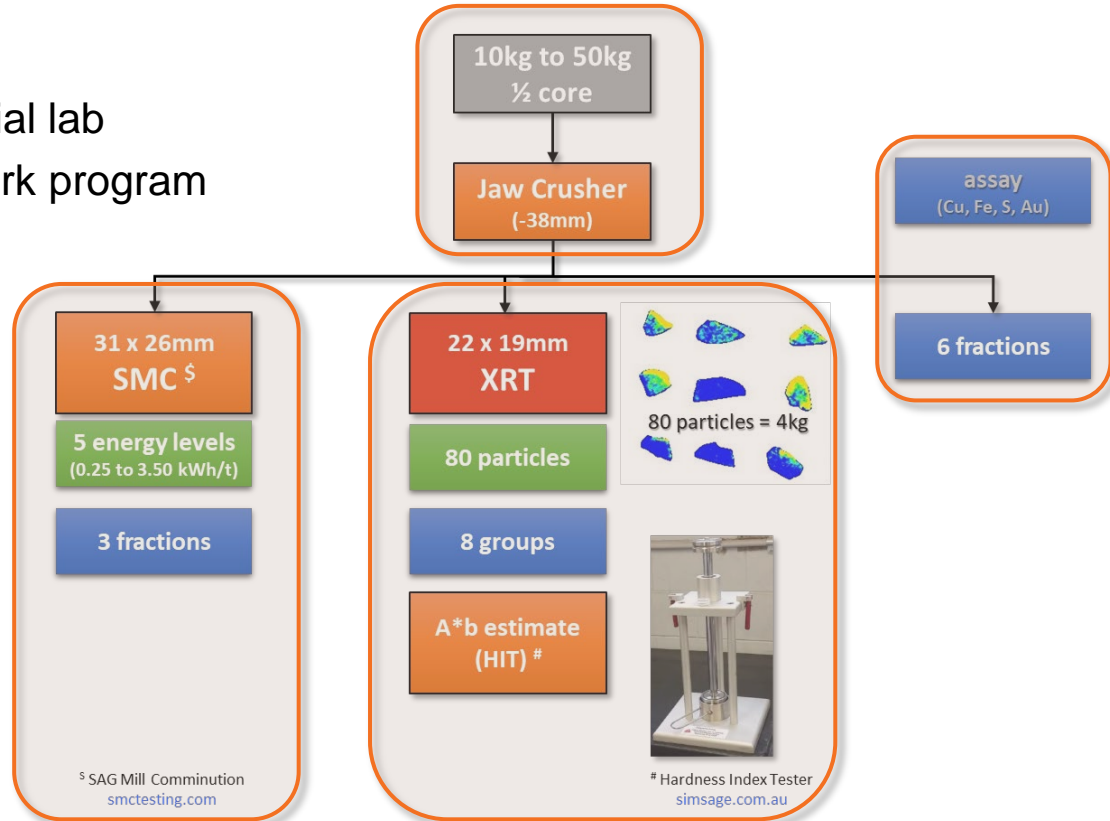 ial lab
rk program
10kg to 50kg
½ core
Jaw Crusher
(-38mm)
assay
(Cu, Fe, S, Au)
6 fractions
31 x 26mm
SMC $
5 energy levels
(0.25 to 3.50 kWh/t)
3 fractions
$ SAG Mill Comminution
smctesting.com
22 x 19mm
XRT
80 particles
8 groups
A*b estimate
(HIT) #
80 particles = 4kg
# Hardness Index Tester
simsage.com.au